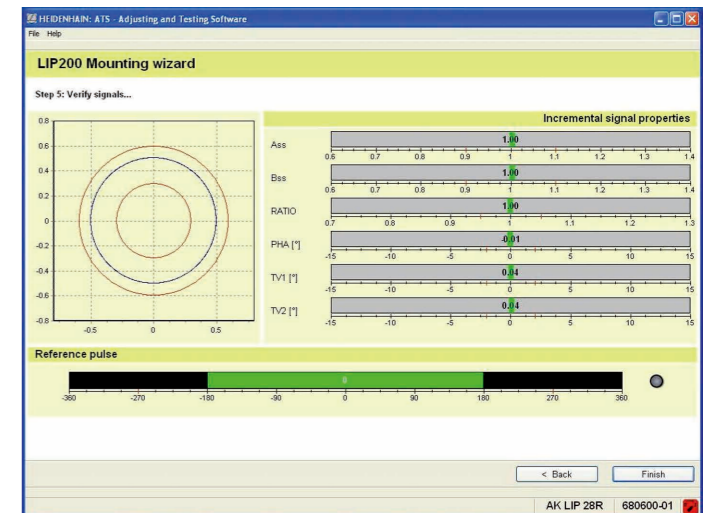 HEIDENHAIN: ATS - Adjusting and Testing Software
File Help
LIP200 Mounting wizard
Step 5: Verify signals...
Incremental signal properties
0.8
0.6
0.4
0.2
0
-0.2
-0.4
-0.6
-0.8
-0.5 0 0.5
Ass 1.00
0.6 0.7 0.8 0.9 1 1.1 1.2 1.3 1.4
Bss 1.00
0.6 0.7 0.8 0.9 1 1.1 1.2 1.3 1.4
RATIO 1.00
0.7 0.8 0.9 1 1.1 1.2 1.3
PHA [°] -0.01
-15 -10 -5 0 5 10 15
TV1 [°] 0.04
-15 -10 -5 0 5 10 15
TV2 [°] 0.04
-15 -10 -5 0 5 10 15
Reference pulse
0
-360 -270 -180 -90 0 90 180 270 360
< Back Finish
AK LIP 28R 680600-01